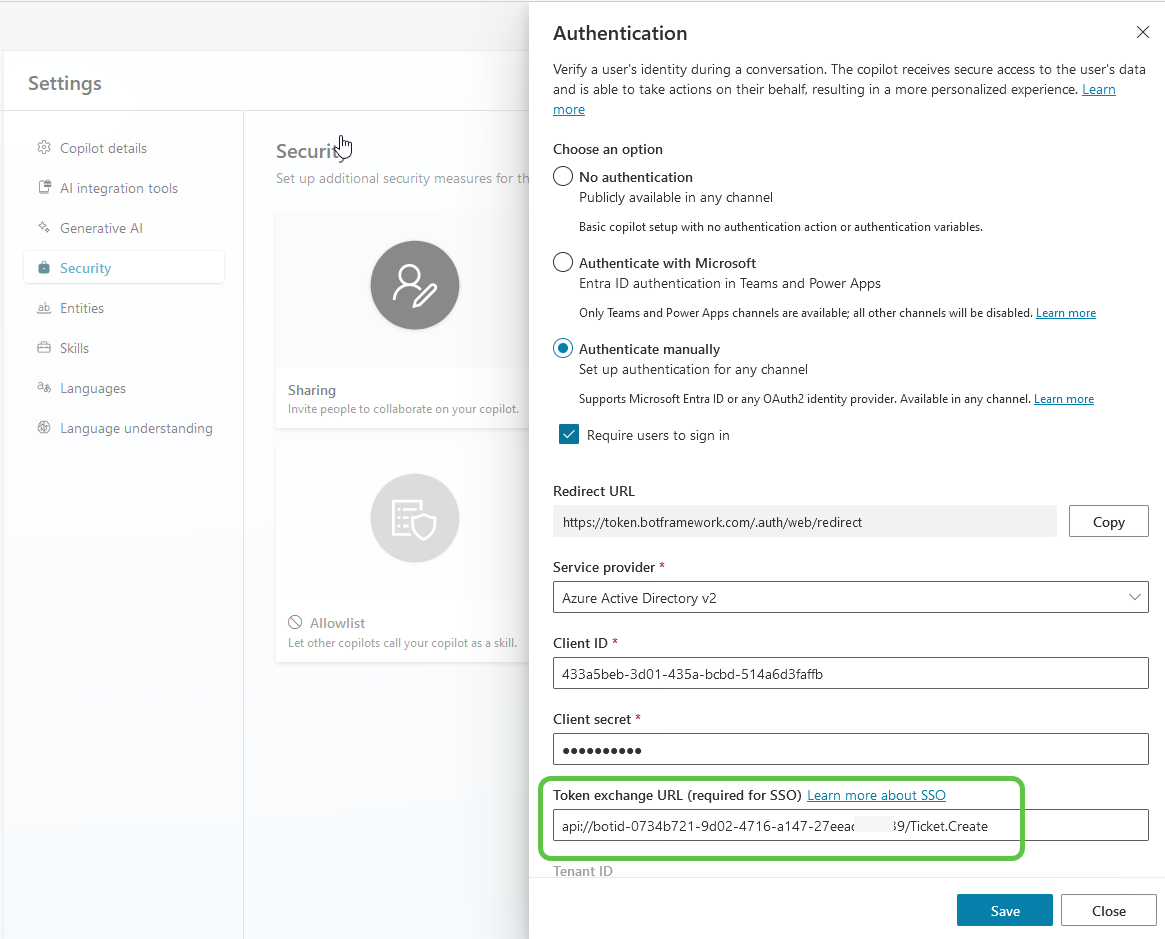 Settings
Copilot details
AI integration tools
Generative AI
Security
Entities
Skills
Languages
Language understanding
Security
Set up additional security measures for th
Sharing
Invite people to collaborate on your copilot.
Allowlist
Let other copilots call your copilot as a skill.
Authentication
Verify a user's identity during a conversation. The copilot receives secure access to the user's data
and is able to take actions on their behalf, resulting in a more personalized experience. Learn
more
Choose an option
No authentication
Publicly available in any channel
Basic copilot setup with no authentication action or authentication variables.
Authenticate with Microsoft
Entra ID authentication in Teams and Power Apps
Only Teams and Power Apps channels are available; all other channels will be disabled. Learn more
Authenticate manually
Set up authentication for any channel
Supports Microsoft Entra ID or any OAuth2 identity provider. Available in any channel. Learn more
Require users to sign in
Redirect URL
https://token.botframework.com/.auth/web/redirect
Copy
Service provider *
Azure Active Directory v2
Client ID *
433a5beb-3d01-435a-bcbd-514a6d3faffb
Client secret *
••••••••••
Token exchange URL (required for SSO) Learn more about SSO
api://botid-0734b721-9d02-4716-a147-27eea 39/Ticket.Create
Tenant ID
Save
Close